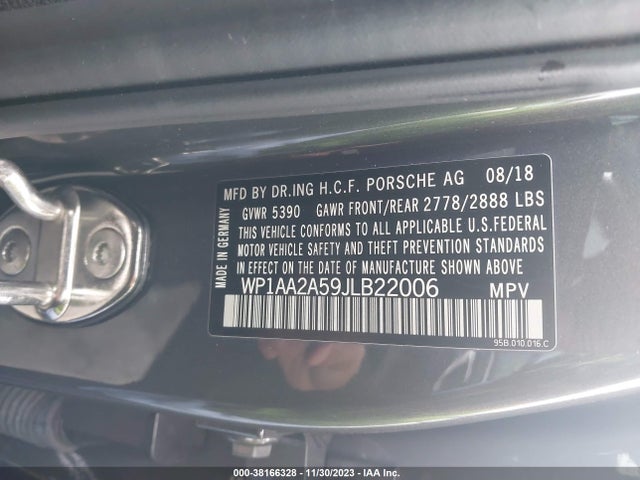 MFD BY DR.ING H.C.F. PORSCHE AG 08/18
GVWR 5390 GAWR FRONT/REAR 2778/2888 LBS
THIS VEHICLE CONFORMS TO ALL APPLICABLE U.S.FEDERAL
MOTOR VEHICLE SAFETY AND THEFT PREVENTION STANDARDS
IN EFFECT ON THE DATE OF MANUFACTURE SHOWN ABOVE
WP1AA2A59JLB22006 MPV
MADE IN GERMANY
95B.010.016.C
000-38166328 - 11/30/2023 - IAA Inc.